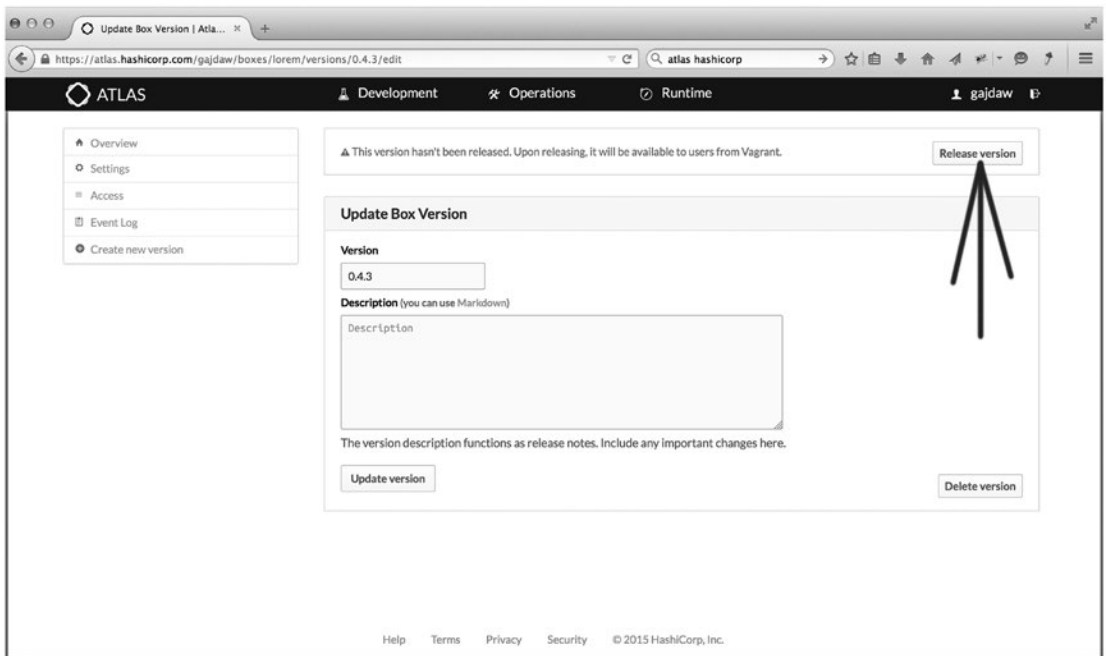 Update Box Version | Atla...
https://atlas.hashicorp.com/gajdaw/boxes/lorem/versions/0.4.3/edit
atlas hashicorp
ATLAS
Development
Operations
Runtime
gajdaw
Overview
Settings
Access
Event Log
Create new version
This version hasn't been released. Upon releasing, it will be available to users from Vagrant.
Release version
Update Box Version
Version
0.4.3
Description (you can use Markdown)
Description
The version description functions as release notes. Include any important changes here.
Update version
Delete version
Help Terms Privacy Security © 2015 HashiCorp, Inc.